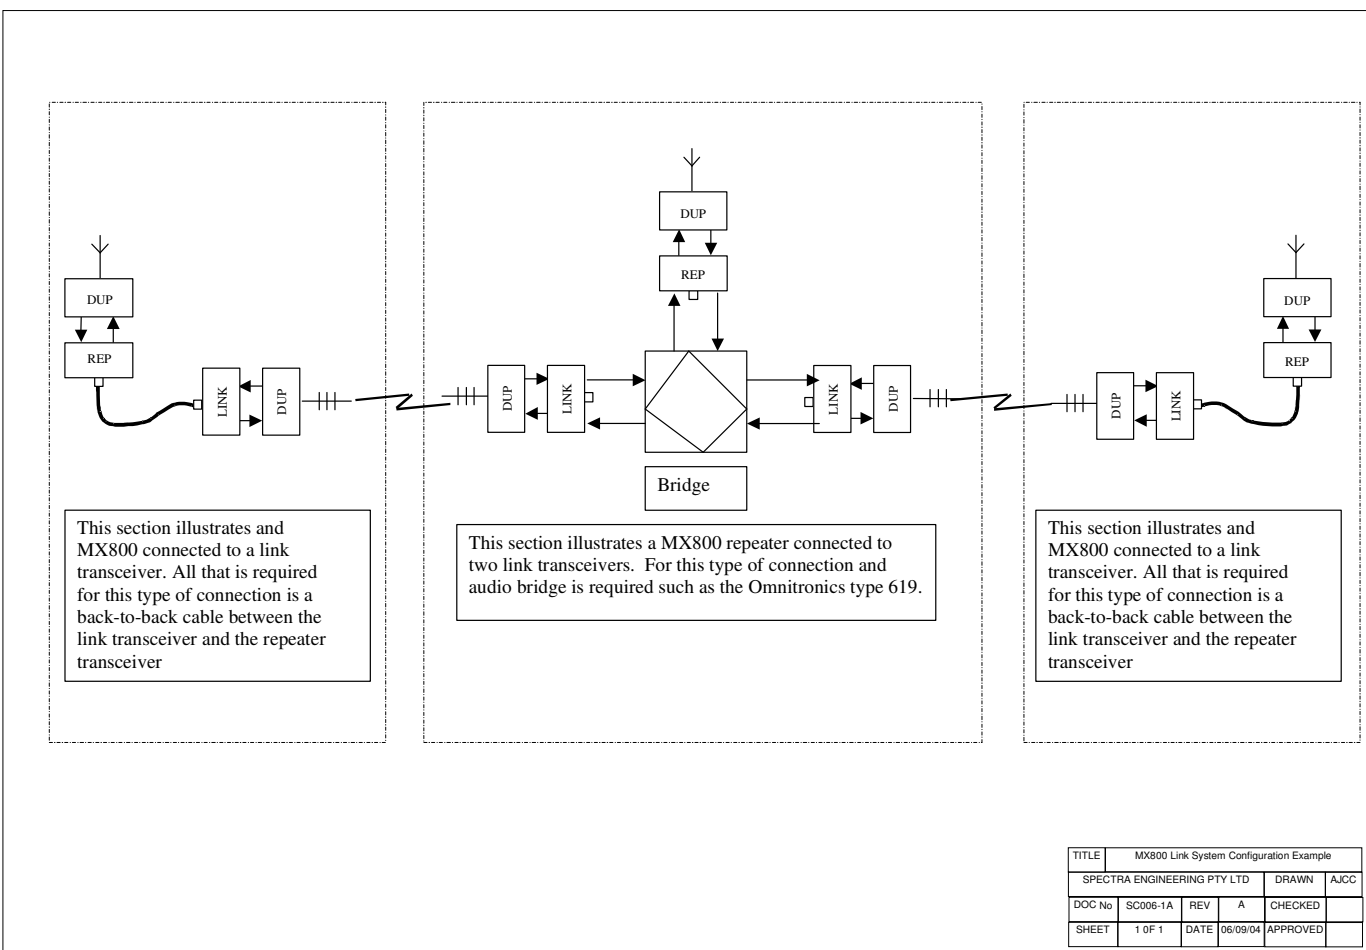 DUP
REP
LINK
DUP
This section illustrates and
MX800 connected to a link
transceiver. All that is required
for this type of connection is a
back-to-back cable between the
link transceiver and the repeater
transceiver
DUP
REP
DUP
LINK
LINK
DUP
Bridge
This section illustrates a MX800 repeater connected to
two link transceivers. For this type of connection and
audio bridge is required such as the Omnitronics type 619.
DUP
REP
DUP
LINK
This section illustrates and
MX800 connected to a link
transceiver. All that is required
for this type of connection is a
back-to-back cable between the
link transceiver and the repeater
transceiver
TITLE MX800 Link System Configuration Example
SPECTRA ENGINEERING PTY LTD DRAWN AJCC
DOC No SC006-1A REV A CHECKED
SHEET 1 0F 1 DATE 06/09/04 APPROVED